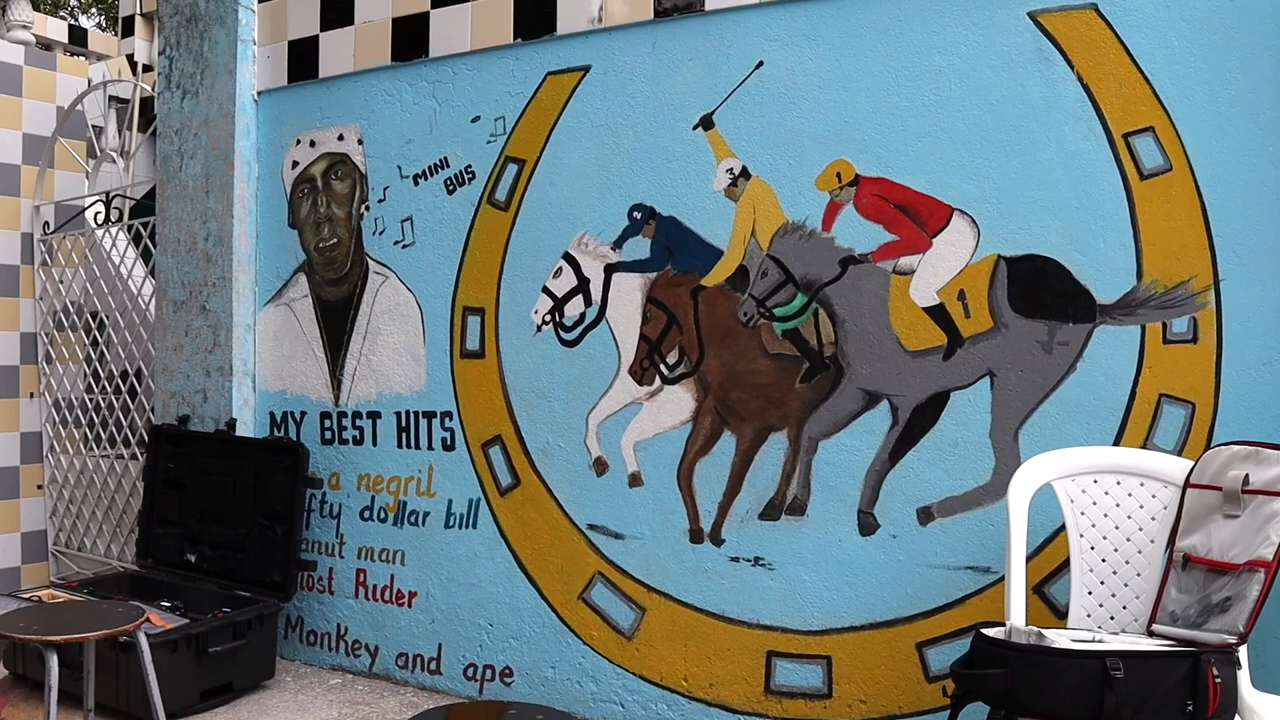 MINI
BUS
2
3
1
1
MY BEST HITS
a negril
fty dollar bill
anut man
ost Rider
Monkey and ape